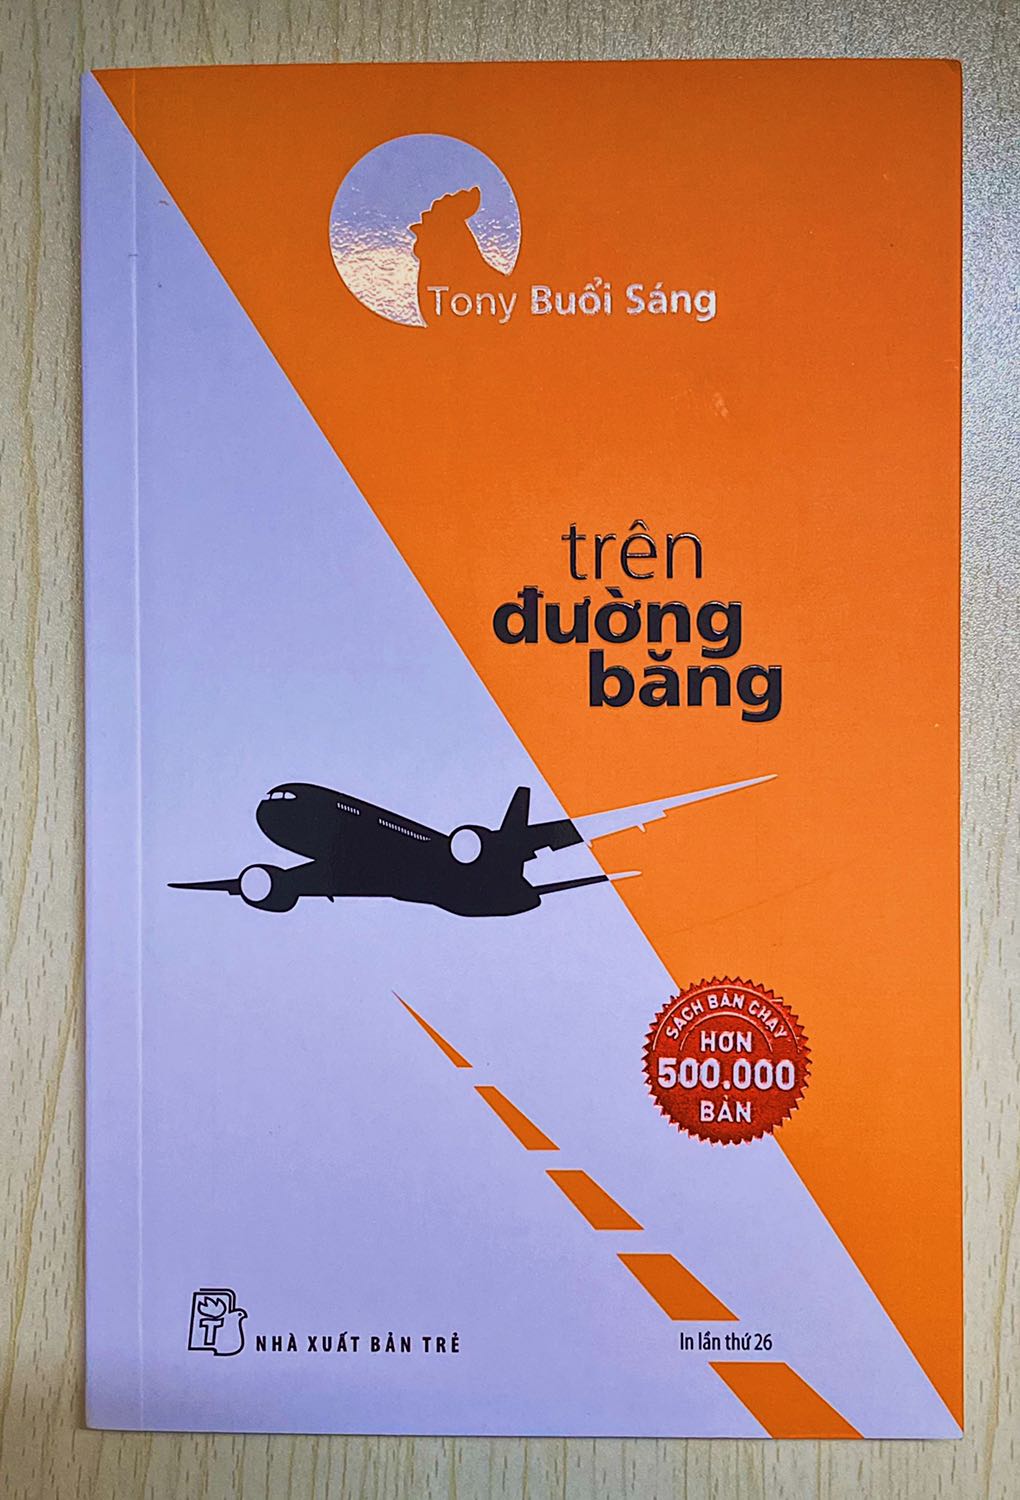 Tony Buổi Sáng
trên
đường
băng
SÁCH BÁN CHẠY
HƠN
500.000
BẢN
T
NHÀ XUẤT BẢN TRẺ
In lần thứ 26